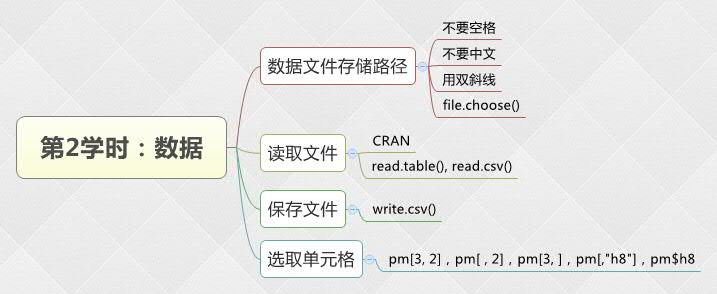 第2学时：数据
数据文件存储路径
不要空格
不要中文
用双斜线
file.choose()
读取文件
CRAN
read.table(), read.csv()
保存文件
write.csv()
选取单元格
pm[3, 2]，pm[ , 2]，pm[3, ]，pm[,"h8"]，pm$h8